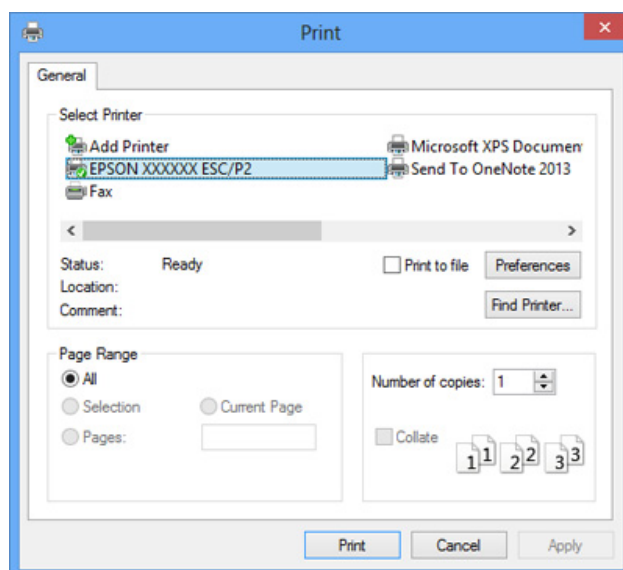 Print
General
Select Printer
Add Printer
Microsoft XPS Documen
EPSON XXXXXX ESC/P2
Send To OneNote 2013
Fax
Status: Ready
Print to file
Preferences
Location:
Comment:
Find Printer...
Page Range
All
Selection
Current Page
Pages:
Number of copies: 1
Collate
1 1 2 2 3 3
Print
Cancel
Apply